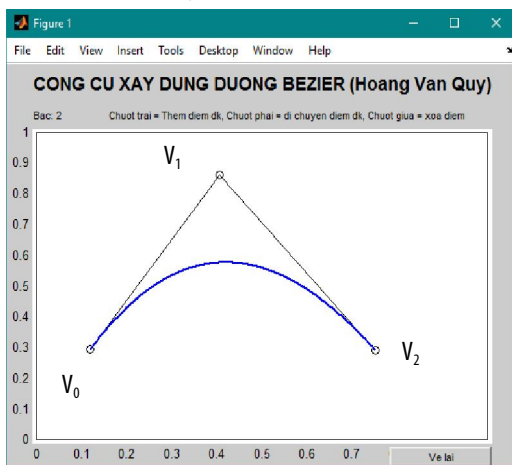 Figure 1
File Edit View Insert Tools Desktop Window Help
CONG CU XAY DUNG DUONG BEZIER (Hoang Van Quy)
Bac: 2 Chuot trai = Them diem dk, Chuot phai = di chuyen diem dk, Chuot giua = xoa diem
1
0.9
V₁
0.8
0.7
0.6
0.5
0.4
0.3
V₂
0.2
V₀
0.1
0
0 0.1 0.2 0.3 0.4 0.5 0.6 0.7
Ve lai